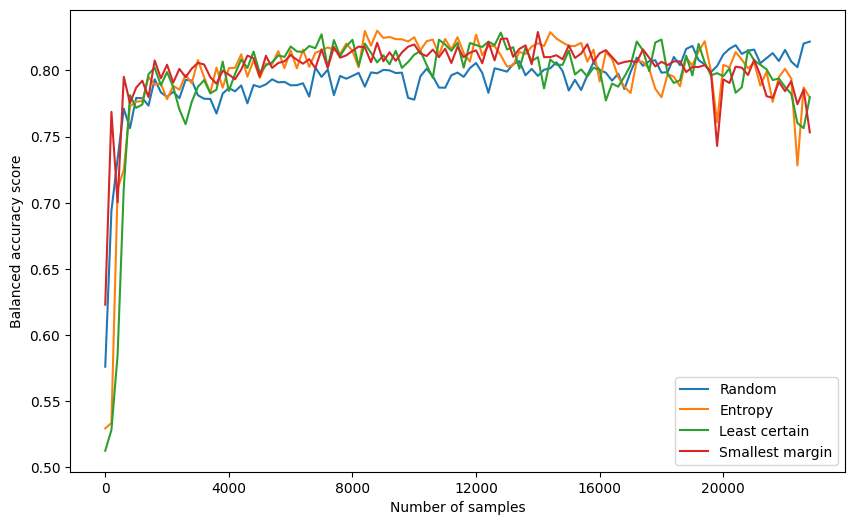 Balanced accuracy score
0.80
0.75
0.70
0.65
0.60
0.55
0.50
0 4000 8000 12000 16000 20000
Number of samples
Random
Entropy
Least certain
Smallest margin